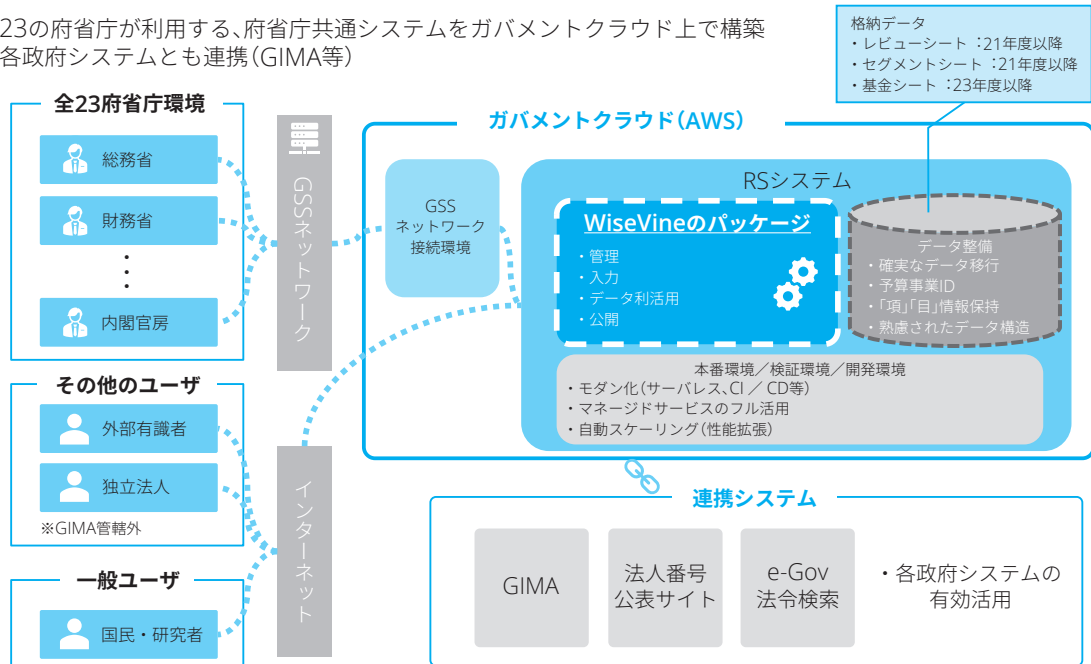 23の府省庁が利用する、府省庁共通システムをガバメントクラウド上で構築
各政府システムとも連携(GIMA等)
格納データ
・レビューシート：21年度以降
・セグメントシート：21年度以降
・基金シート：23年度以降
全23府省庁環境
総務省
財務省
・
・
・
内閣官房
その他のユーザ
外部有識者
独立法人
※GIMA管轄外
一般ユーザ
国民・研究者
GSSネットワーク
インターネット
ガバメントクラウド(AWS)
GSS
ネットワーク
接続環境
RSシステム
WiseVineのパッケージ
・管理
・入力
・データ利活用
・公開
データ整備
・確実なデータ移行
・予算事業ID
・「項」「目」情報保持
・熟慮されたデータ構造
本番環境／検証環境／開発環境
・モダン化(サーバレス、CI／CD等)
・マネージドサービスのフル活用
・自動スケーリング(性能拡張)
連携システム
GIMA
法人番号
公表サイト
e-Gov
法令検索
・各政府システムの
有効活用